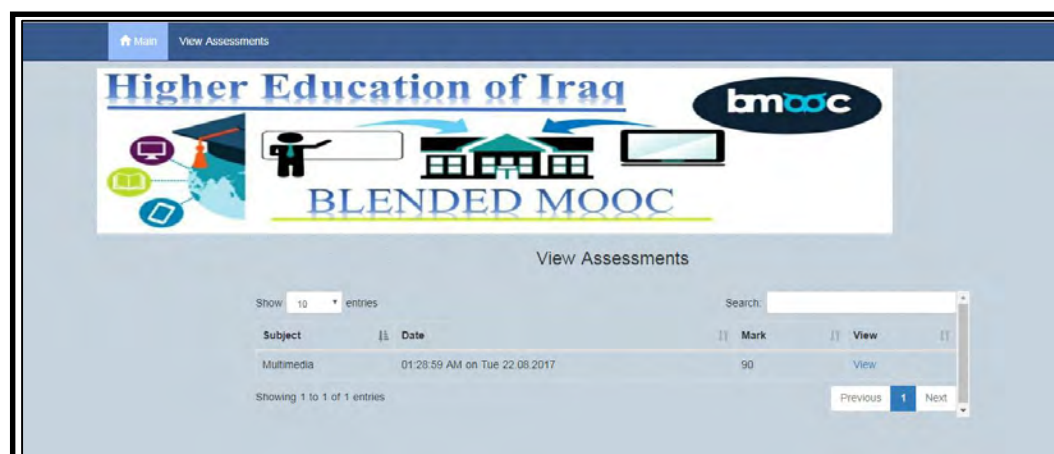 Main View Assessments
Higher Education of Iraq
bmooc
BLENDED MOOC
View Assessments
Show 10 entries Search:
Subject Date Mark View
Multimedia 01:28:59 AM on Tue 22.08.2017 90 View
Showing 1 to 1 of 1 entries Previous 1 Next